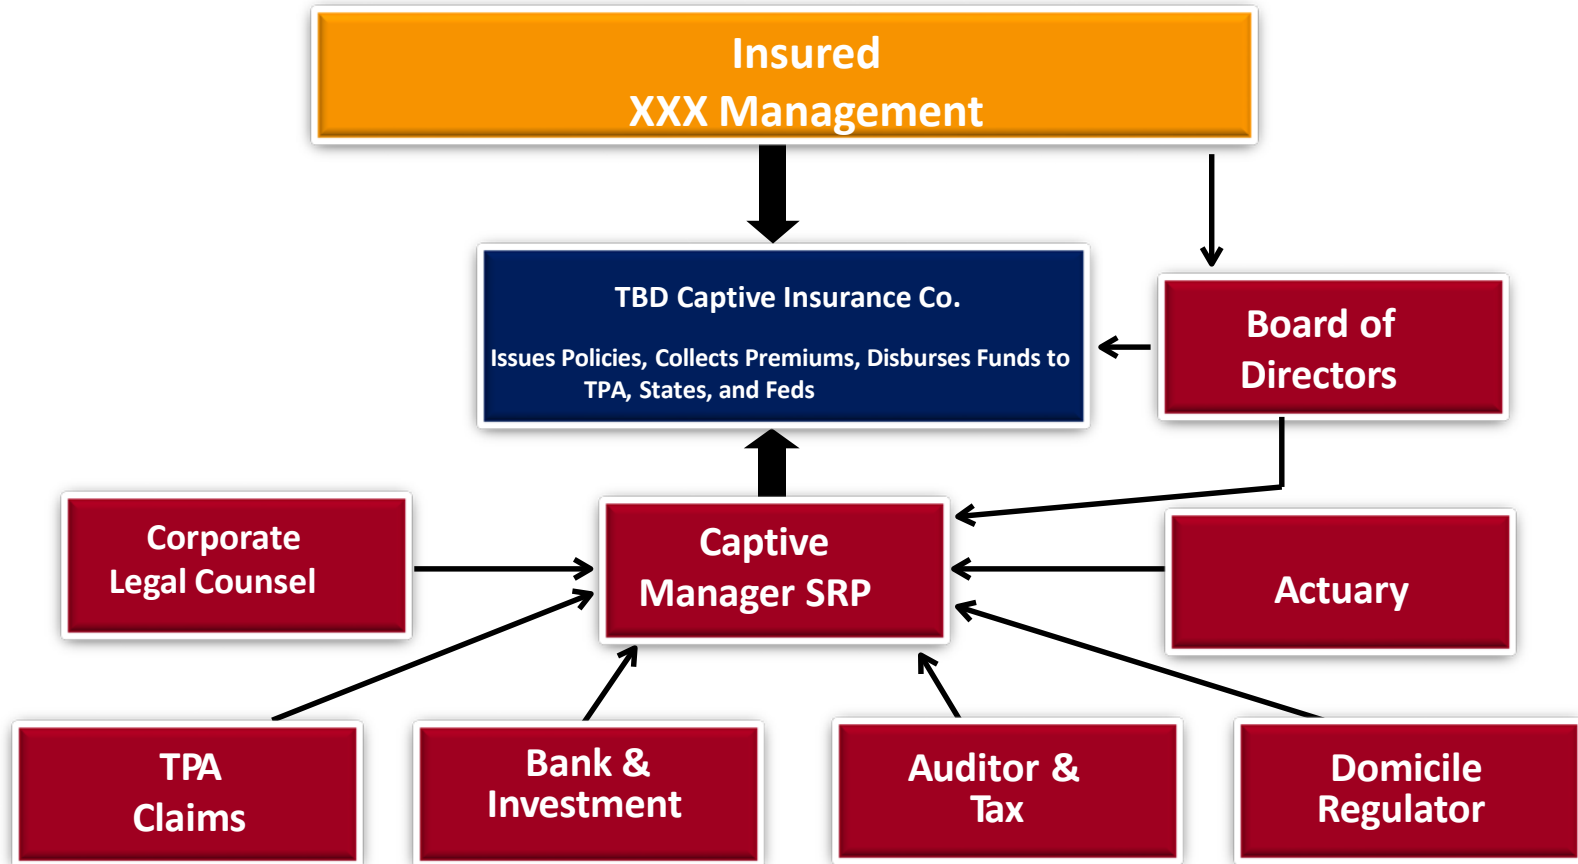 Insured
XXX Management
TBD Captive Insurance Co.
Issues Policies, Collects Premiums, Disburses Funds to
TPA, States, and Feds
Board of
Directors
Corporate
Legal Counsel
Captive
Manager SRP
Actuary
TPA
Claims
Bank &
Investment
Auditor &
Tax
Domicile
Regulator